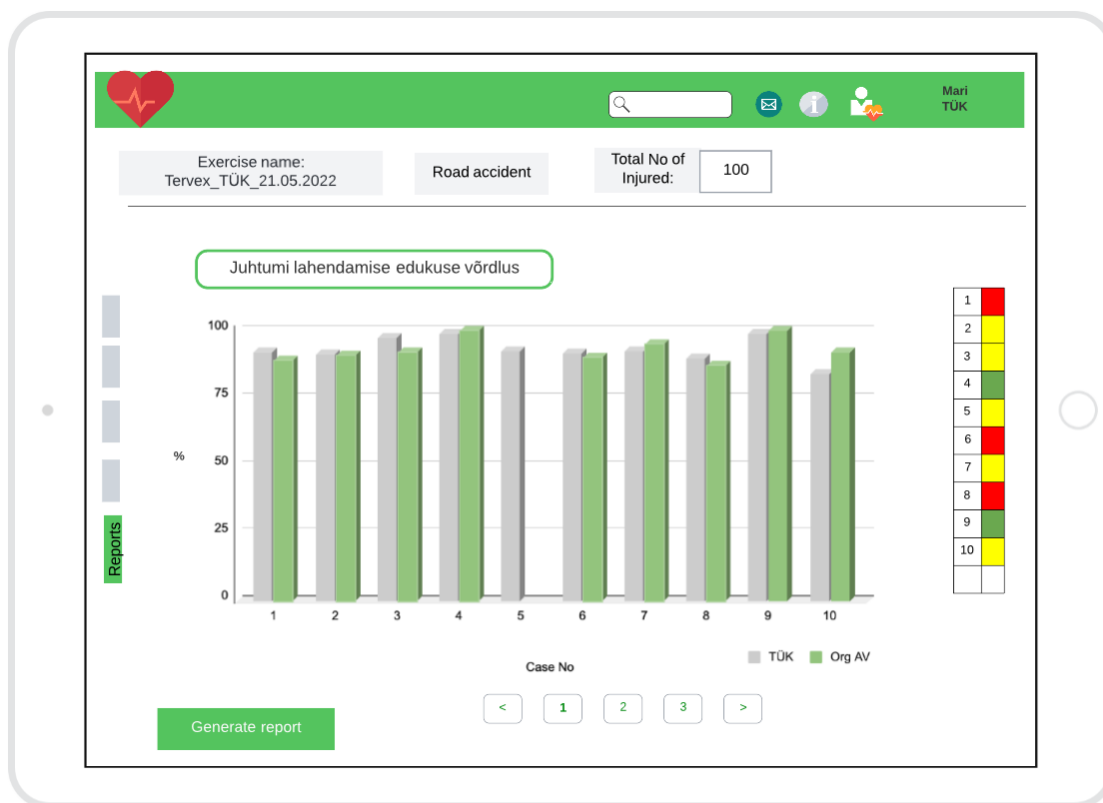 Mari
TÜK
Exercise name:
Tervex_TÜK_21.05.2022
Road accident
Total No of
Injured:
100
Juhtumi lahendamise edukuse võrdlus
100
75
%
50
25
0
1 2 3 4 5 6 7 8 9 10
Case No
TÜK Org AV
Reports
1
2
3
4
5
6
7
8
9
10
< 1 2 3 >
Generate report